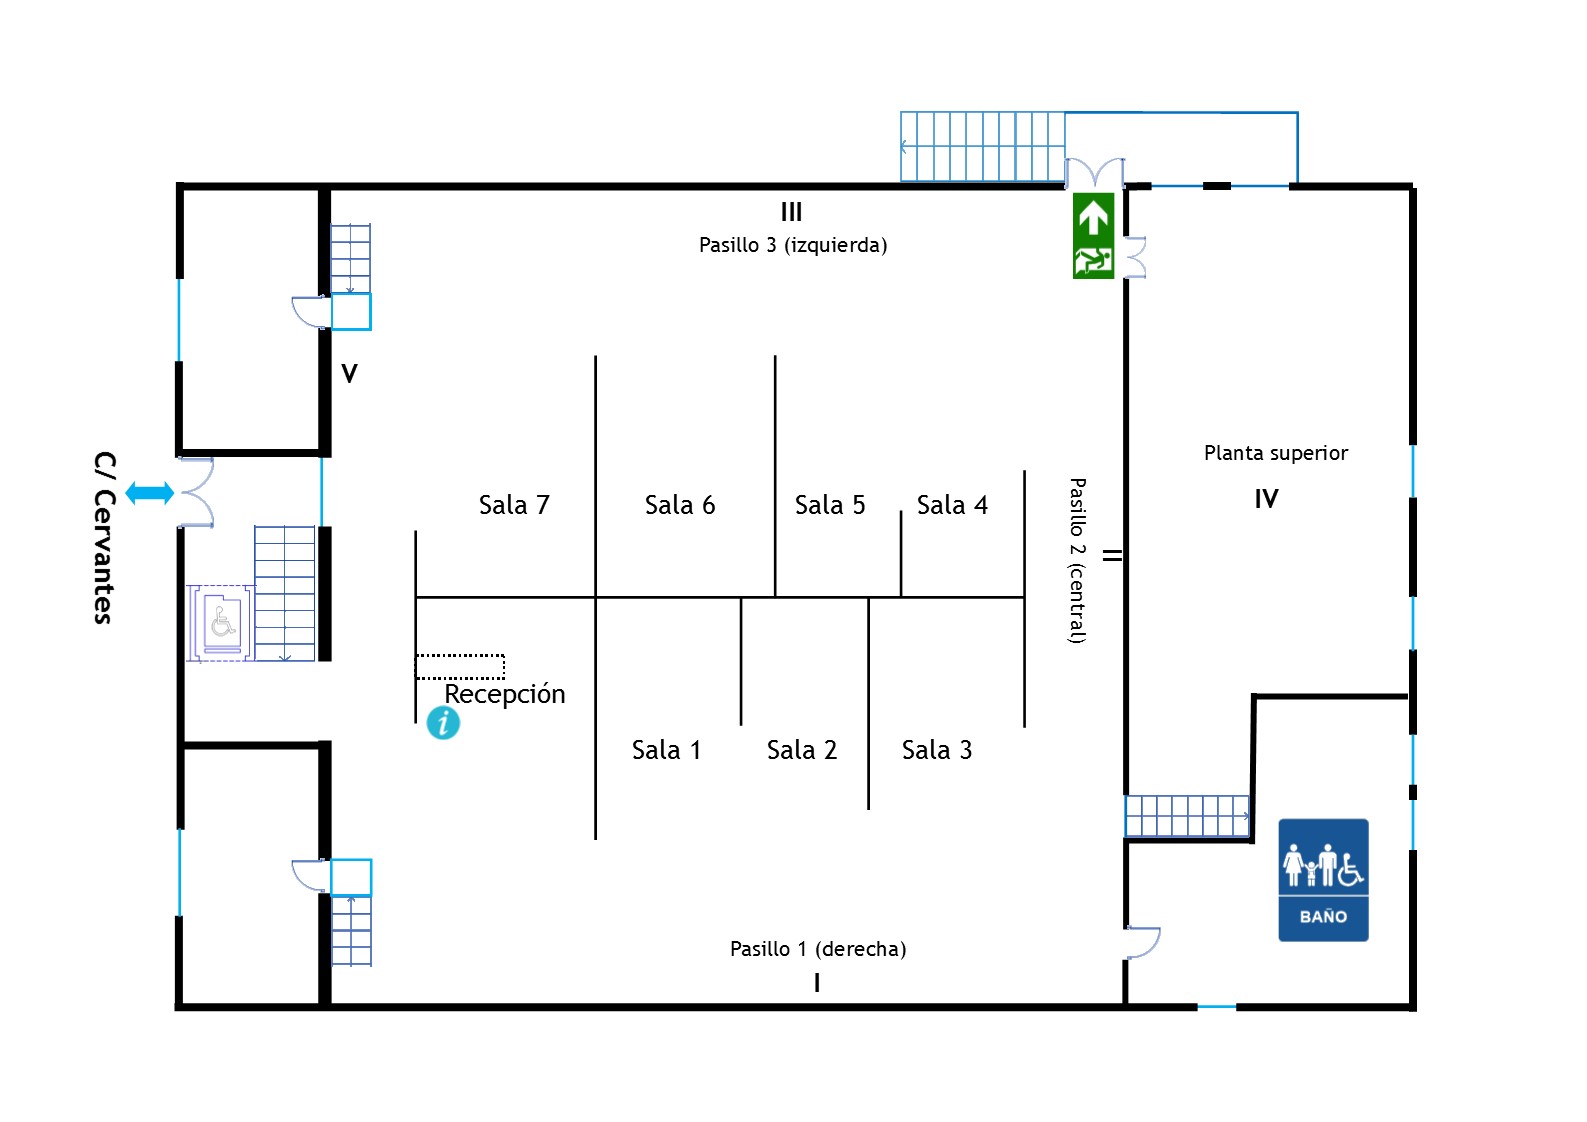 III
Pasillo 3 (izquierda)
V
Planta superior
IV
C/ Cervantes
Sala 7
Sala 6
Sala 5
Sala 4
Pasillo 2 (central)
II
Recepción
i
Sala 1
Sala 2
Sala 3
BAÑO
Pasillo 1 (derecha)
I